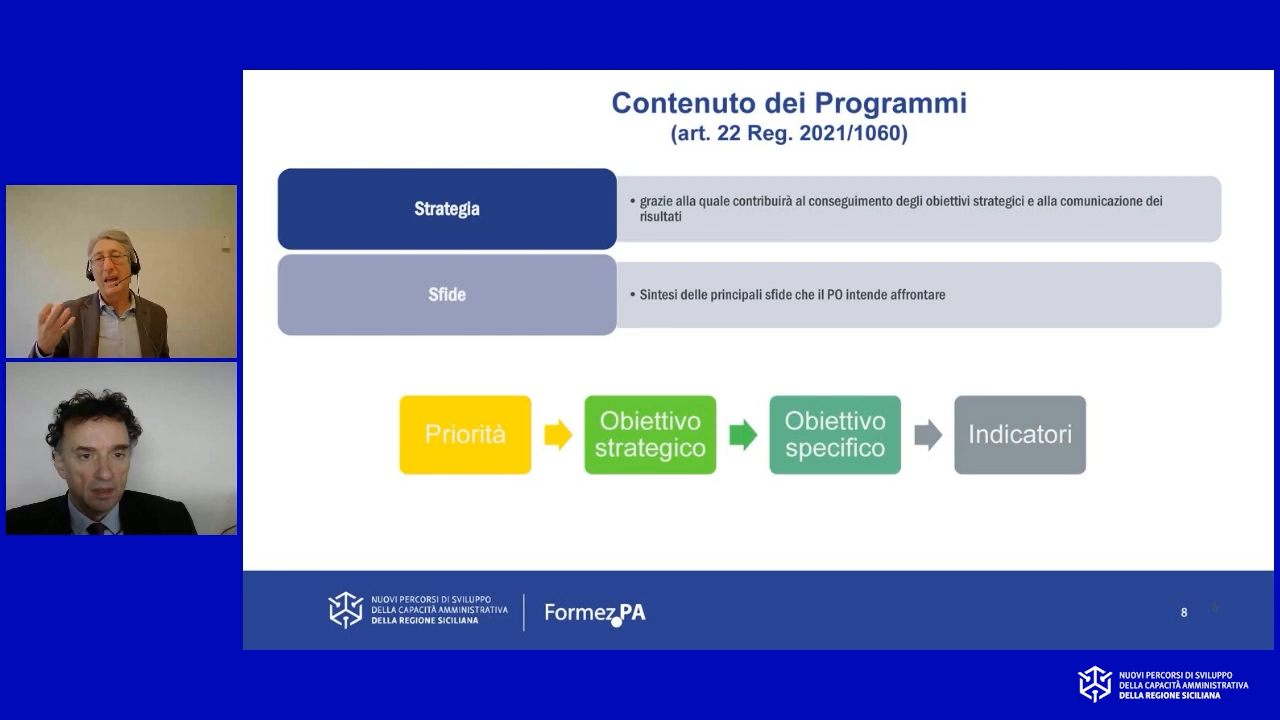 Contenuto dei Programmi
(art. 22 Reg. 2021/1060)
Strategia
• grazie alla quale contribuirà al conseguimento degli obiettivi strategici e alla comunicazione dei
risultati
Sfide
• Sintesi delle principali sfide che il PO intende affrontare
Priorità
Obiettivo
strategico
Obiettivo
specifico
Indicatori
NUOVI PERCORSI DI SVILUPPO
DELLA CAPACITÀ AMMINISTRATIVA
DELLA REGIONE SICILIANA
Formez PA
8
NUOVI PERCORSI DI SVILUPPO
DELLA CAPACITÀ AMMINISTRATIVA
DELLA REGIONE SICILIANA